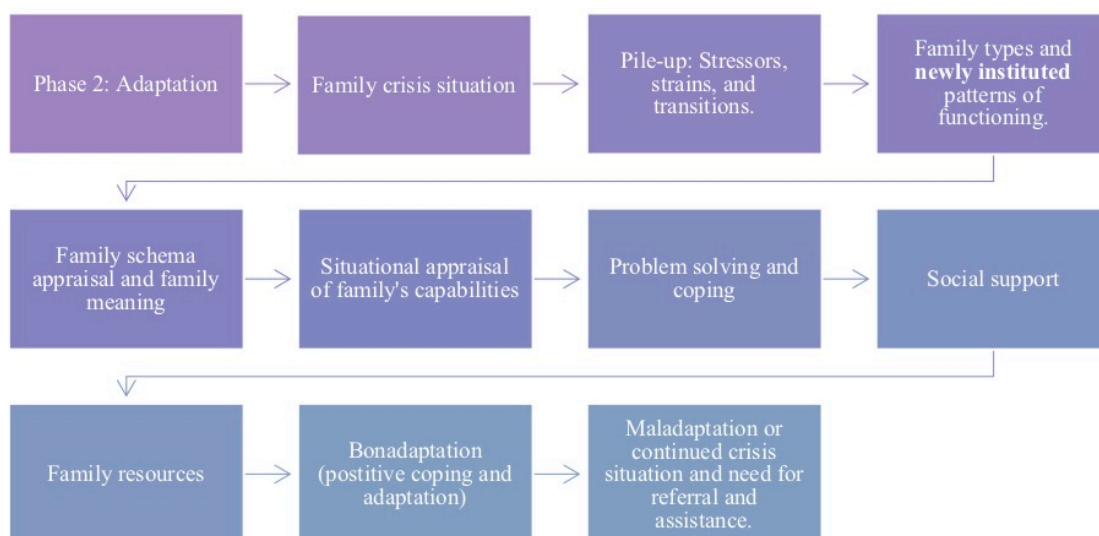 Phase 2: Adaptation
Family crisis situation
Pile-up: Stressors,
strains, and
transitions.
Family types and
newly instituted
patterns of
functioning.
Family schema
appraisal and family
meaning
Situational appraisal
of family's capabilities
Problem solving and
coping
Social support
Family resources
Bonadaptation
(postitive coping and
adaptation)
Maladaptation or
continued crisis
situation and need for
referral and
assistance.